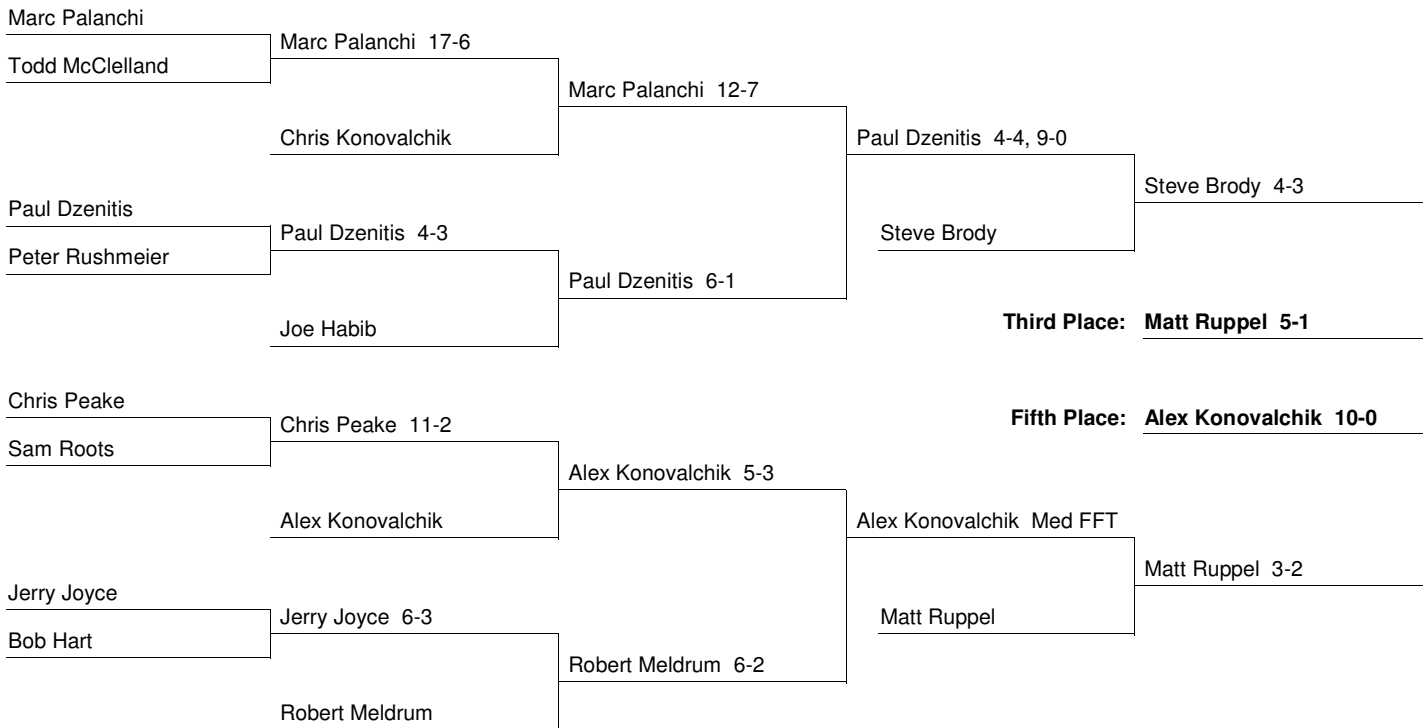 Marc Palanchi
Marc Palanchi  17-6
Todd McClelland
Marc Palanchi  12-7
Chris Konovalchik
Paul Dzenitis  4-4, 9-0
Steve Brody  4-3
Paul Dzenitis
Paul Dzenitis  4-3
Steve Brody
Peter Rushmeier
Paul Dzenitis  6-1
Joe Habib
Third Place:  Matt Ruppel  5-1
Chris Peake
Chris Peake  11-2
Fifth Place:  Alex Konovalchik  10-0
Sam Roots
Alex Konovalchik  5-3
Alex Konovalchik
Alex Konovalchik  Med FFT
Matt Ruppel  3-2
Jerry Joyce
Jerry Joyce  6-3
Matt Ruppel
Bob Hart
Robert Meldrum  6-2
Robert Meldrum